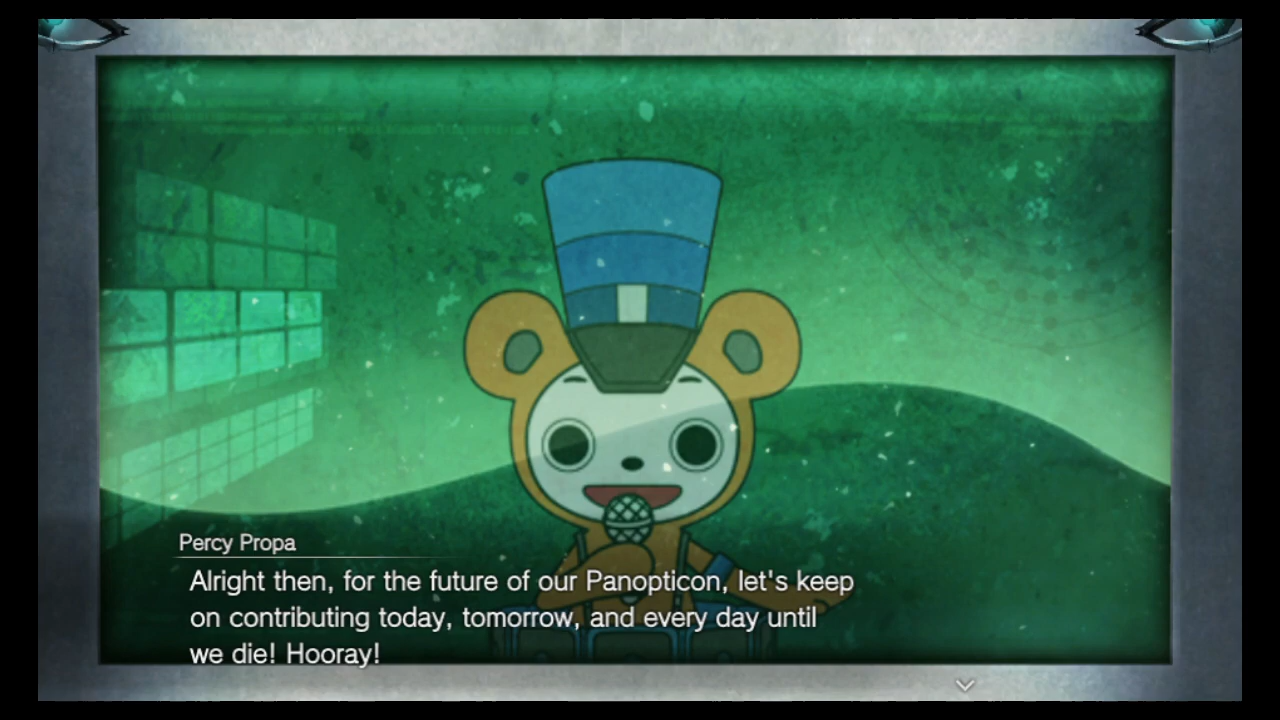 Percy Propa
Alright then, for the future of our Panopticon, let's keep
on contributing today, tomorrow, and every day until
we die! Hooray!